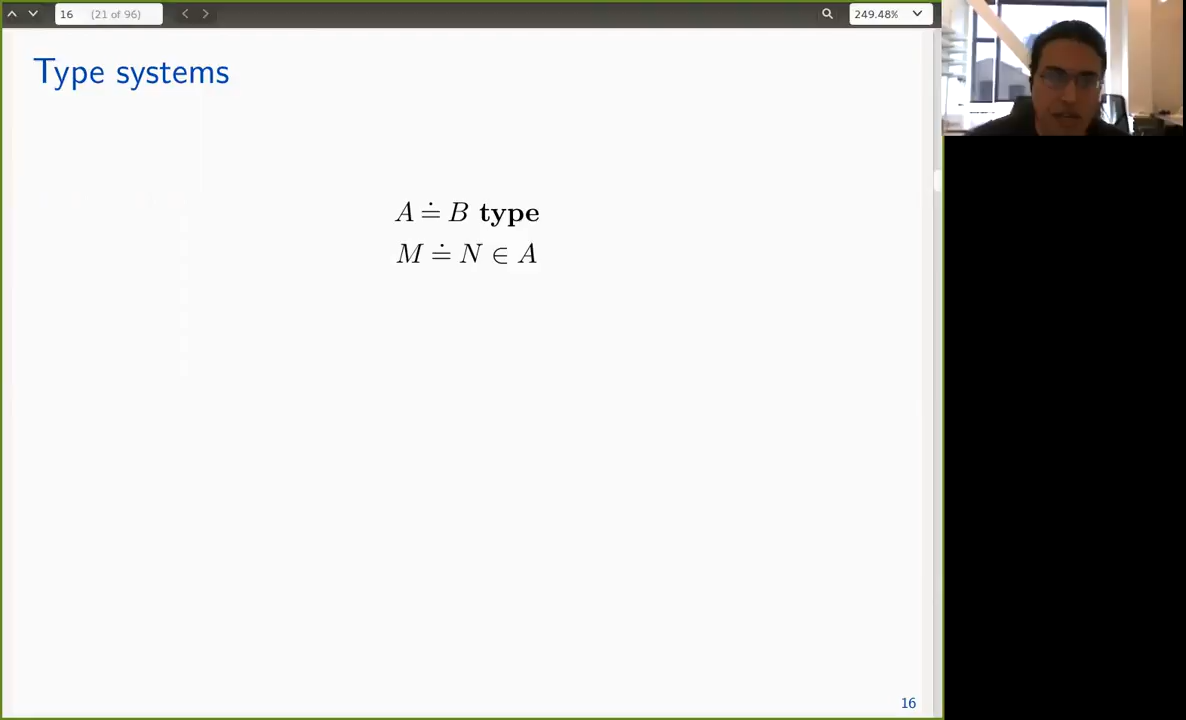 16 (21 of 96) 249.48%
Type systems
A ≐ B type
M ≐ N ∈ A
16